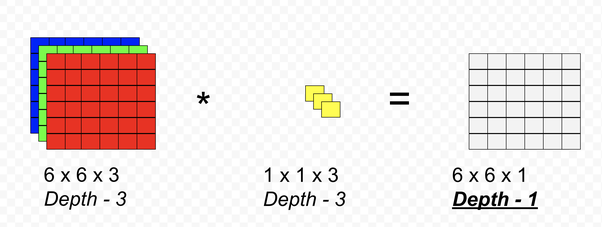 * =
6 x 6 x 3
Depth - 3
1 x 1 x 3
Depth - 3
6 x 6 x 1
Depth - 1